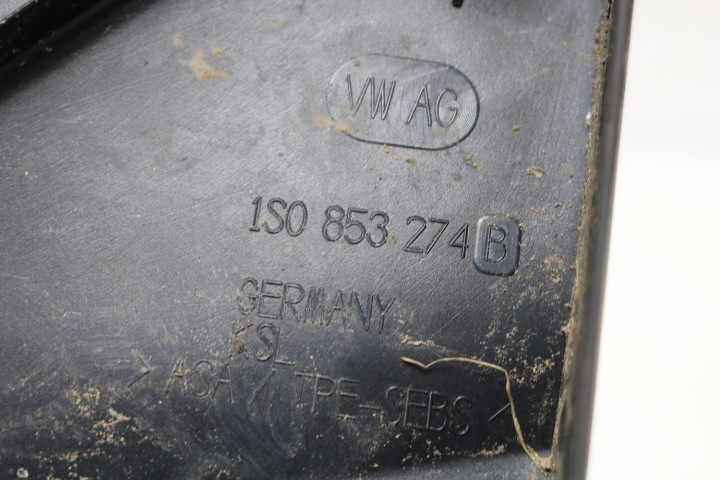 VW AG
1S0 853 274 B
GERMANY
KSL
> ASA / TPE-SEBS <